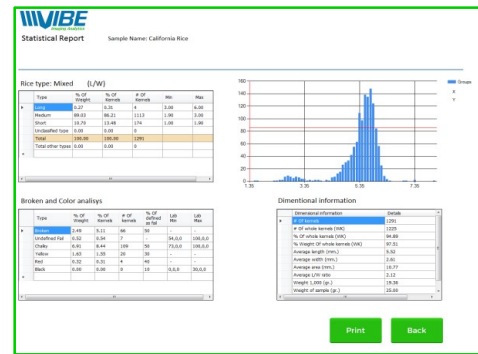 VIBE
Imaging Analytics
Statistical Report
Sample Name: California Rice
Rice type: Mixed (L/W)
Type % Of Weight % Of Kernels # Of Kernels Min Max
Long 0.27 0.31 4 3.00 6.00
Medium 89.03 86.21 1113 1.90 3.00
Short 10.70 13.48 174 1.00 1.90
Unclassified type 0.00 0.00 0
Total 100.00 100.00 1291
Total other types 0.00 0.00 0
160
140
120
100
80
60
40
20
0
1.35 3.35 5.35 7.35
Groups
X
Y
Broken and Color analisys
Type % Of Weight % Of Kernels # Of kernels % Of defined as fal Lab Min Lab Max
Broken 2.49 5.11 66 50 - -
Undefined Fal 0.52 0.54 7 - 54,0,0 100,0,0
Chalky 6.91 8.44 109 50 73,0,0 100,0,0
Yellow 1.63 1.55 20 30 - -
Red 0.32 0.31 4 40 - -
Black 0.00 0.00 0 10 0,0,0 30,0,0
Dimentional information
Dimensional information Details
# Of kernels 1291
# Of whole kernels (WK) 1225
% Of whole kernels (WK) 94.89
% Weight Of whole kernels (WK) 97.51
Average length (mm.) 5.52
Average width (mm.) 2.61
Average area (mm.) 10.77
Average L/W ratio 2.12
Weight 1,000 (gr.) 19.36
Weight of sample (gr.) 25.00
Print
Back